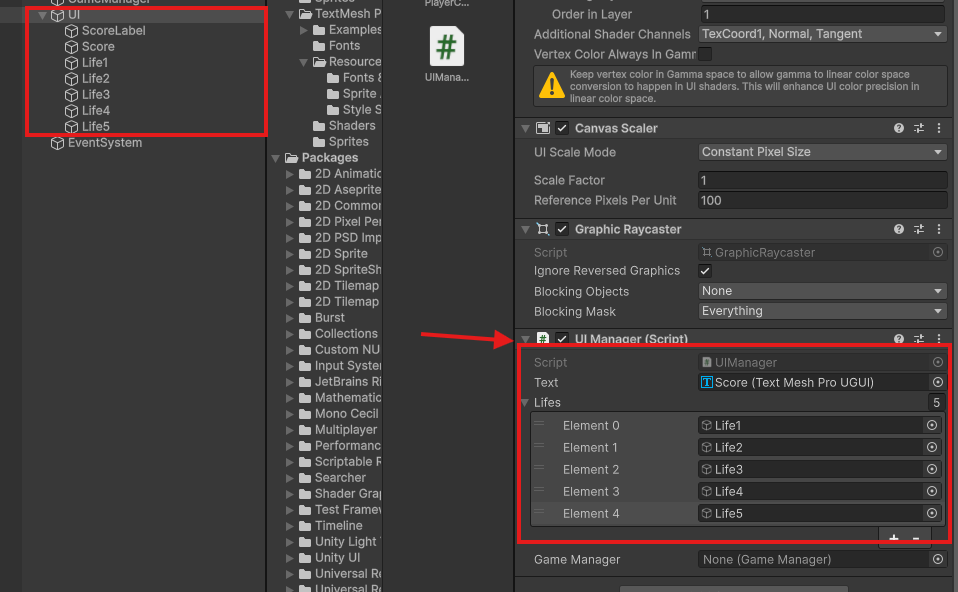 GameManager
UI
ScoreLabel
Score
Life1
Life2
Life3
Life4
Life5
EventSystem
Sprites
TextMesh P
Examples
Fonts
Resource
Fonts &
Sprite
Style S
Shaders
Sprites
Packages
2D Animatic
2D Aseprite
2D Commor
2D Pixel Per
2D PSD Imp
2D Sprite
2D SpriteSh
2D Tilemap
2D Tilemap
Burst
Collections
Custom NU
Input Syster
JetBrains Ri
Mathematic
Mono Cecil
Multiplayer
Performanc
Scriptable R
Searcher
Shader Grap
Test Framew
Timeline
Unity Light
Unity UI
Universal Re
Universal Re
PlayerC...
#
UIMana...
Order in Layer
1
Additional Shader Channels
TexCoord1, Normal, Tangent
Vertex Color Always In Gamm
Keep vertex color in Gamma space to allow gamma to linear color space
conversion to happen in UI shaders. This will enhance UI color precision in
linear color space.
Canvas Scaler
UI Scale Mode
Constant Pixel Size
Scale Factor
1
Reference Pixels Per Unit
100
Graphic Raycaster
Script
GraphicRaycaster
Ignore Reversed Graphics
Blocking Objects
None
Blocking Mask
Everything
# UI Manager (Script)
Script
UIManager
Text
Score (Text Mesh Pro UGUI)
Lifes
5
Element 0
Life1
Element 1
Life2
Element 2
Life3
Element 3
Life4
Element 4
Life5
+ -
Game Manager
None (Game Manager)